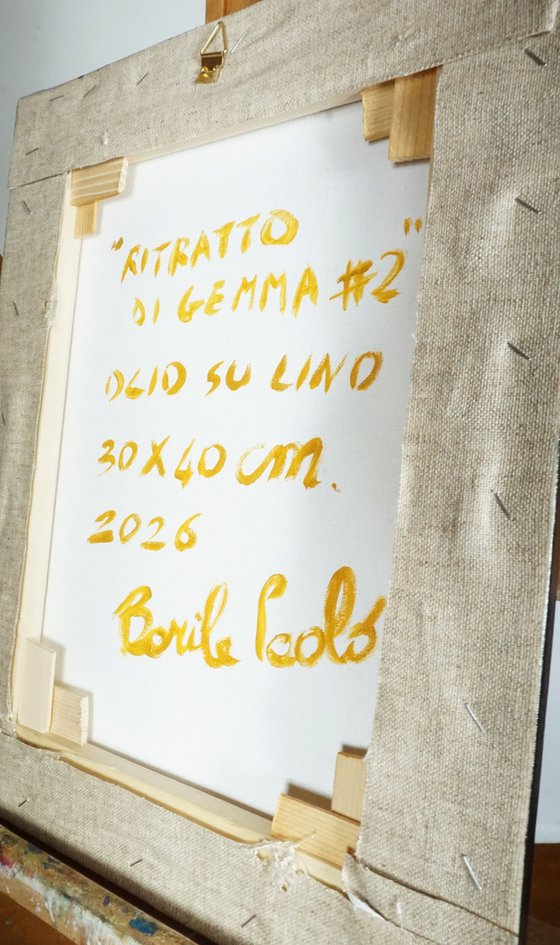 "RITRATTO
DI GEMMA #2"
OLIO SU LINO
30X40 cm.
2026
Borile Paolo